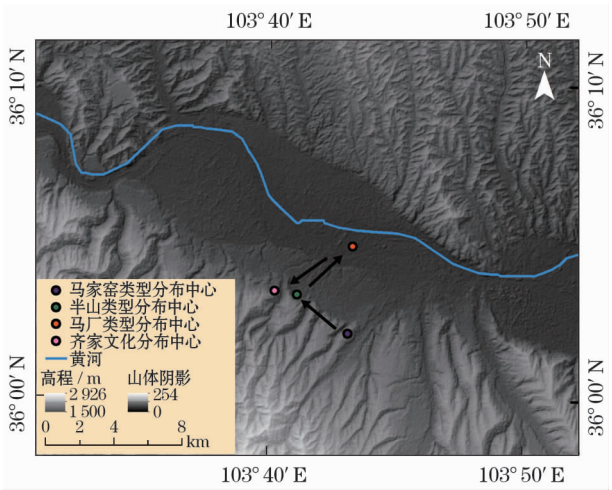 103° 40′ E 103° 50′ E
36° 10′ N 36° 10′ N
N
马家窑类型分布中心
半山类型分布中心
马厂类型分布中心
齐家文化分布中心
黄河
高程 / m 山体阴影
2 926 254
1 500 0
0 2 4 8
km
36° 00′ N 36° 00′ N
103° 40′ E 103° 50′ E